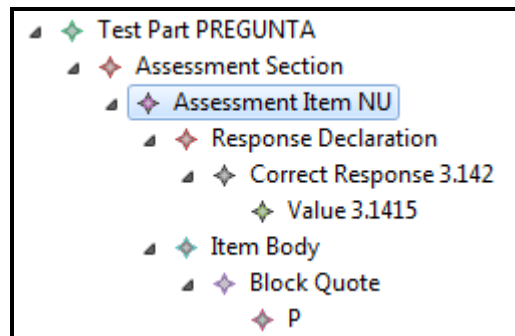 Test Part PREGUNTA
Assessment Section
Assessment Item NU
Response Declaration
Correct Response 3.142
Value 3.1415
Item Body
Block Quote
P